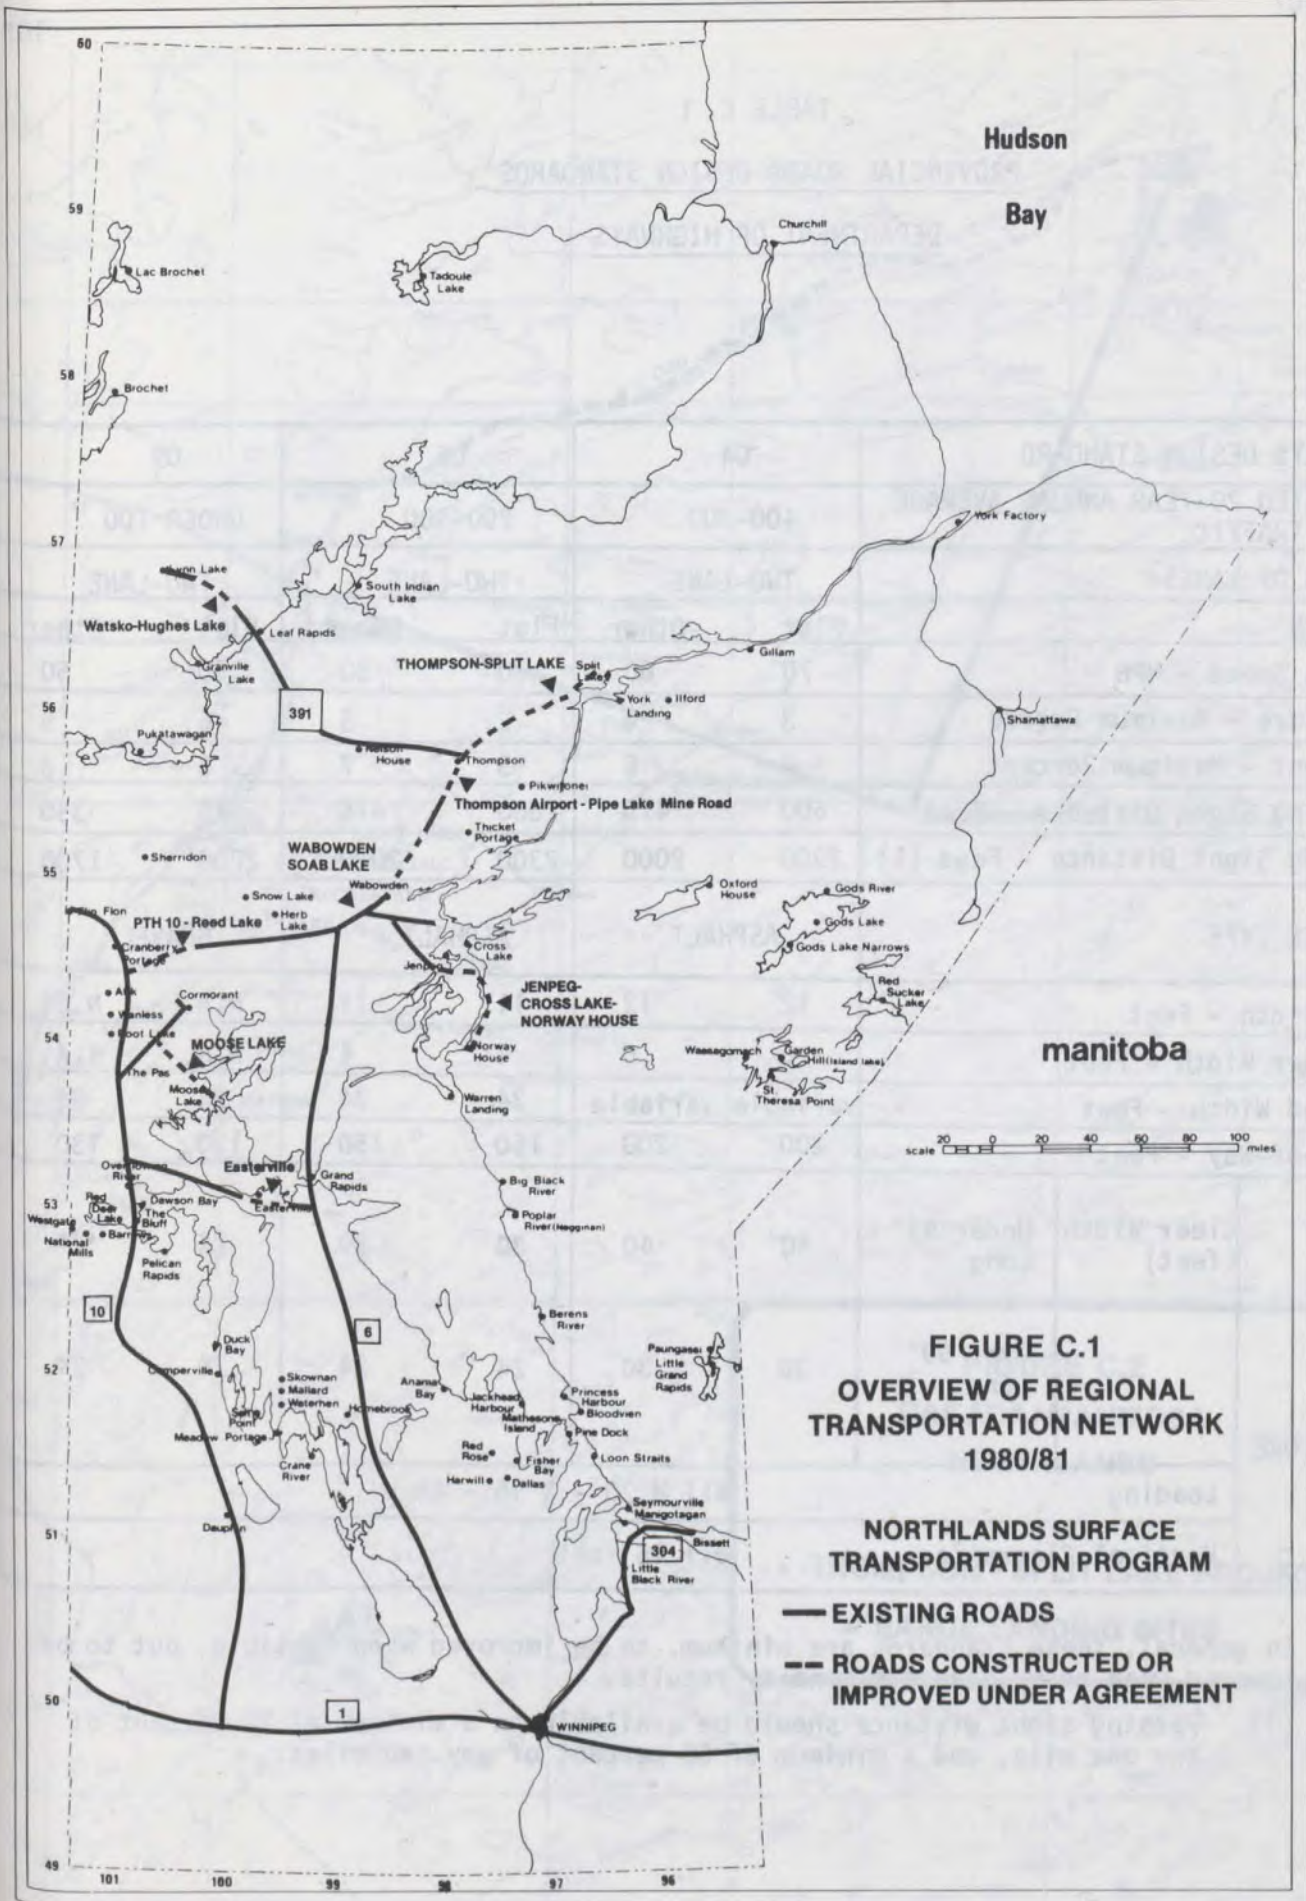 60
Hudson
Bay
59
Churchill
Lac Brochet
Tadoule
Lake
58
Brochet
57
York Factory
Lynn Lake
South Indian
Lake
Watsko-Hughes Lake
Leaf Rapids
Granville
Lake
THOMPSON-SPLIT LAKE
Split
Lake
Gillam
York
Landing
Ilford
56
391
Shamattawa
Pukatawagan
Nelson
House
Thompson
Pikwitonei
Thompson Airport - Pipe Lake Mine Road
Thicket
Portage
WABOWDEN
SOAB LAKE
Sherridon
55
Wabowden
Snow Lake
Oxford
House
Gods River
Herb
Lake
PTH 10 - Reed Lake
Flin Flon
Gods Lake
Cranberry
Portage
Cross
Lake
Gods Lake Narrows
Jenpeg
JENPEG-
CROSS LAKE-
NORWAY HOUSE
Red
Sucker
Lake
Atik
Cormorant
Wanless
Root Lake
54
MOOSE LAKE
Norway
House
Waasagomach
Garden
Hill (Island lake)
manitoba
The Pas
Moose
Lake
St.
Theresa Point
Warren
Landing
scale
20 0 20 40 60 80 100
miles
Overflowing
River
Easterville
Grand
Rapids
Big Black
River
53
Red
Deer
Lake
Dawson Bay
Easterville
The
Bluff
Westgate
National
Mills
Barrows
Poplar
River (Negginan)
Pelican
Rapids
10
6
Berens
River
Duck
Bay
FIGURE C.1
OVERVIEW OF REGIONAL
TRANSPORTATION NETWORK
1980/81
Paungassi
Little
Grand
Rapids
52
Camperville
Skownan
Mallard
Waterhen
Anama
Bay
Homebrook
Jackhead
Harbour
Princess
Harbour
Bloodvien
Spence
Point
Mathesons
Island
Meadow Portage
Pine Dock
Crane
River
Red
Rose
Fisher
Bay
Loon Straits
Harwill
Dallas
Seymourville
Manigotagan
51
Dauphin
Bissett
304
Little
Black River
NORTHLANDS SURFACE
TRANSPORTATION PROGRAM
EXISTING ROADS
ROADS CONSTRUCTED OR
IMPROVED UNDER AGREEMENT
50
1
WINNIPEG
49
101 100 99 98 97 96